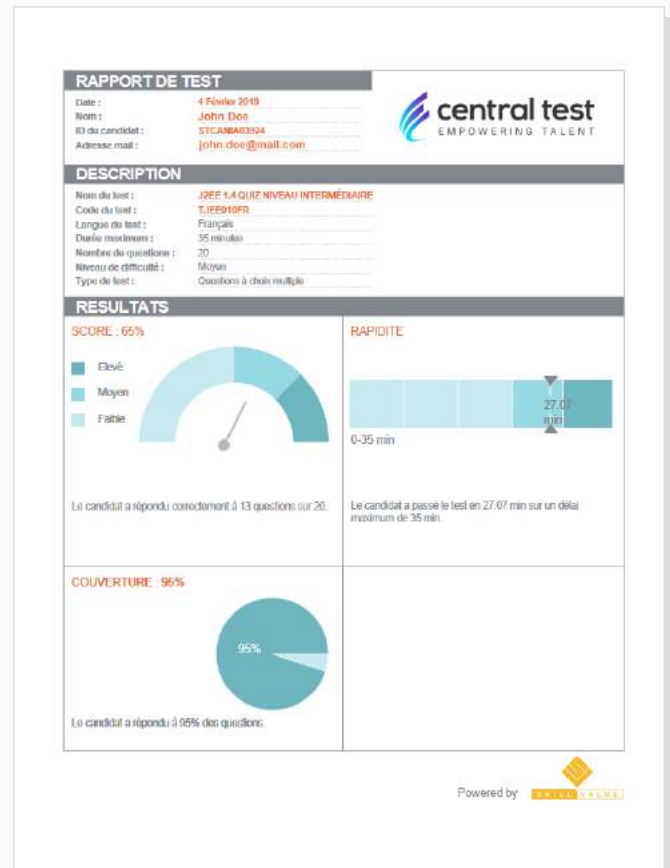 RAPPORT DE TEST
Date : 4 Février 2019
Nom : John Doe
ID du candidat : STCANIA03924
Adresse mail : john.doe@mail.com
central test
EMPOWERING TALENT
DESCRIPTION
Nom du test : J2EE 1.4 QUIZ NIVEAU INTERMÉDIAIRE
Code du test : TJEE010FR
Langue du test : Français
Durée maximum : 35 minutes
Nombre de questions : 20
Niveau de difficulté : Moyen
Type de test : Questions à choix multiple
RESULTATS
SCORE : 65%
Elevé
Moyen
Faible
Le candidat a répondu correctement à 13 questions sur 20.
RAPIDITE
27.07
min
0-35 min
Le candidat a passé le test en 27.07 min sur un délai
maximum de 35 min.
COUVERTURE : 95%
95%
Le candidat a répondu à 95% des questions.
Powered by
SKILL VALUE